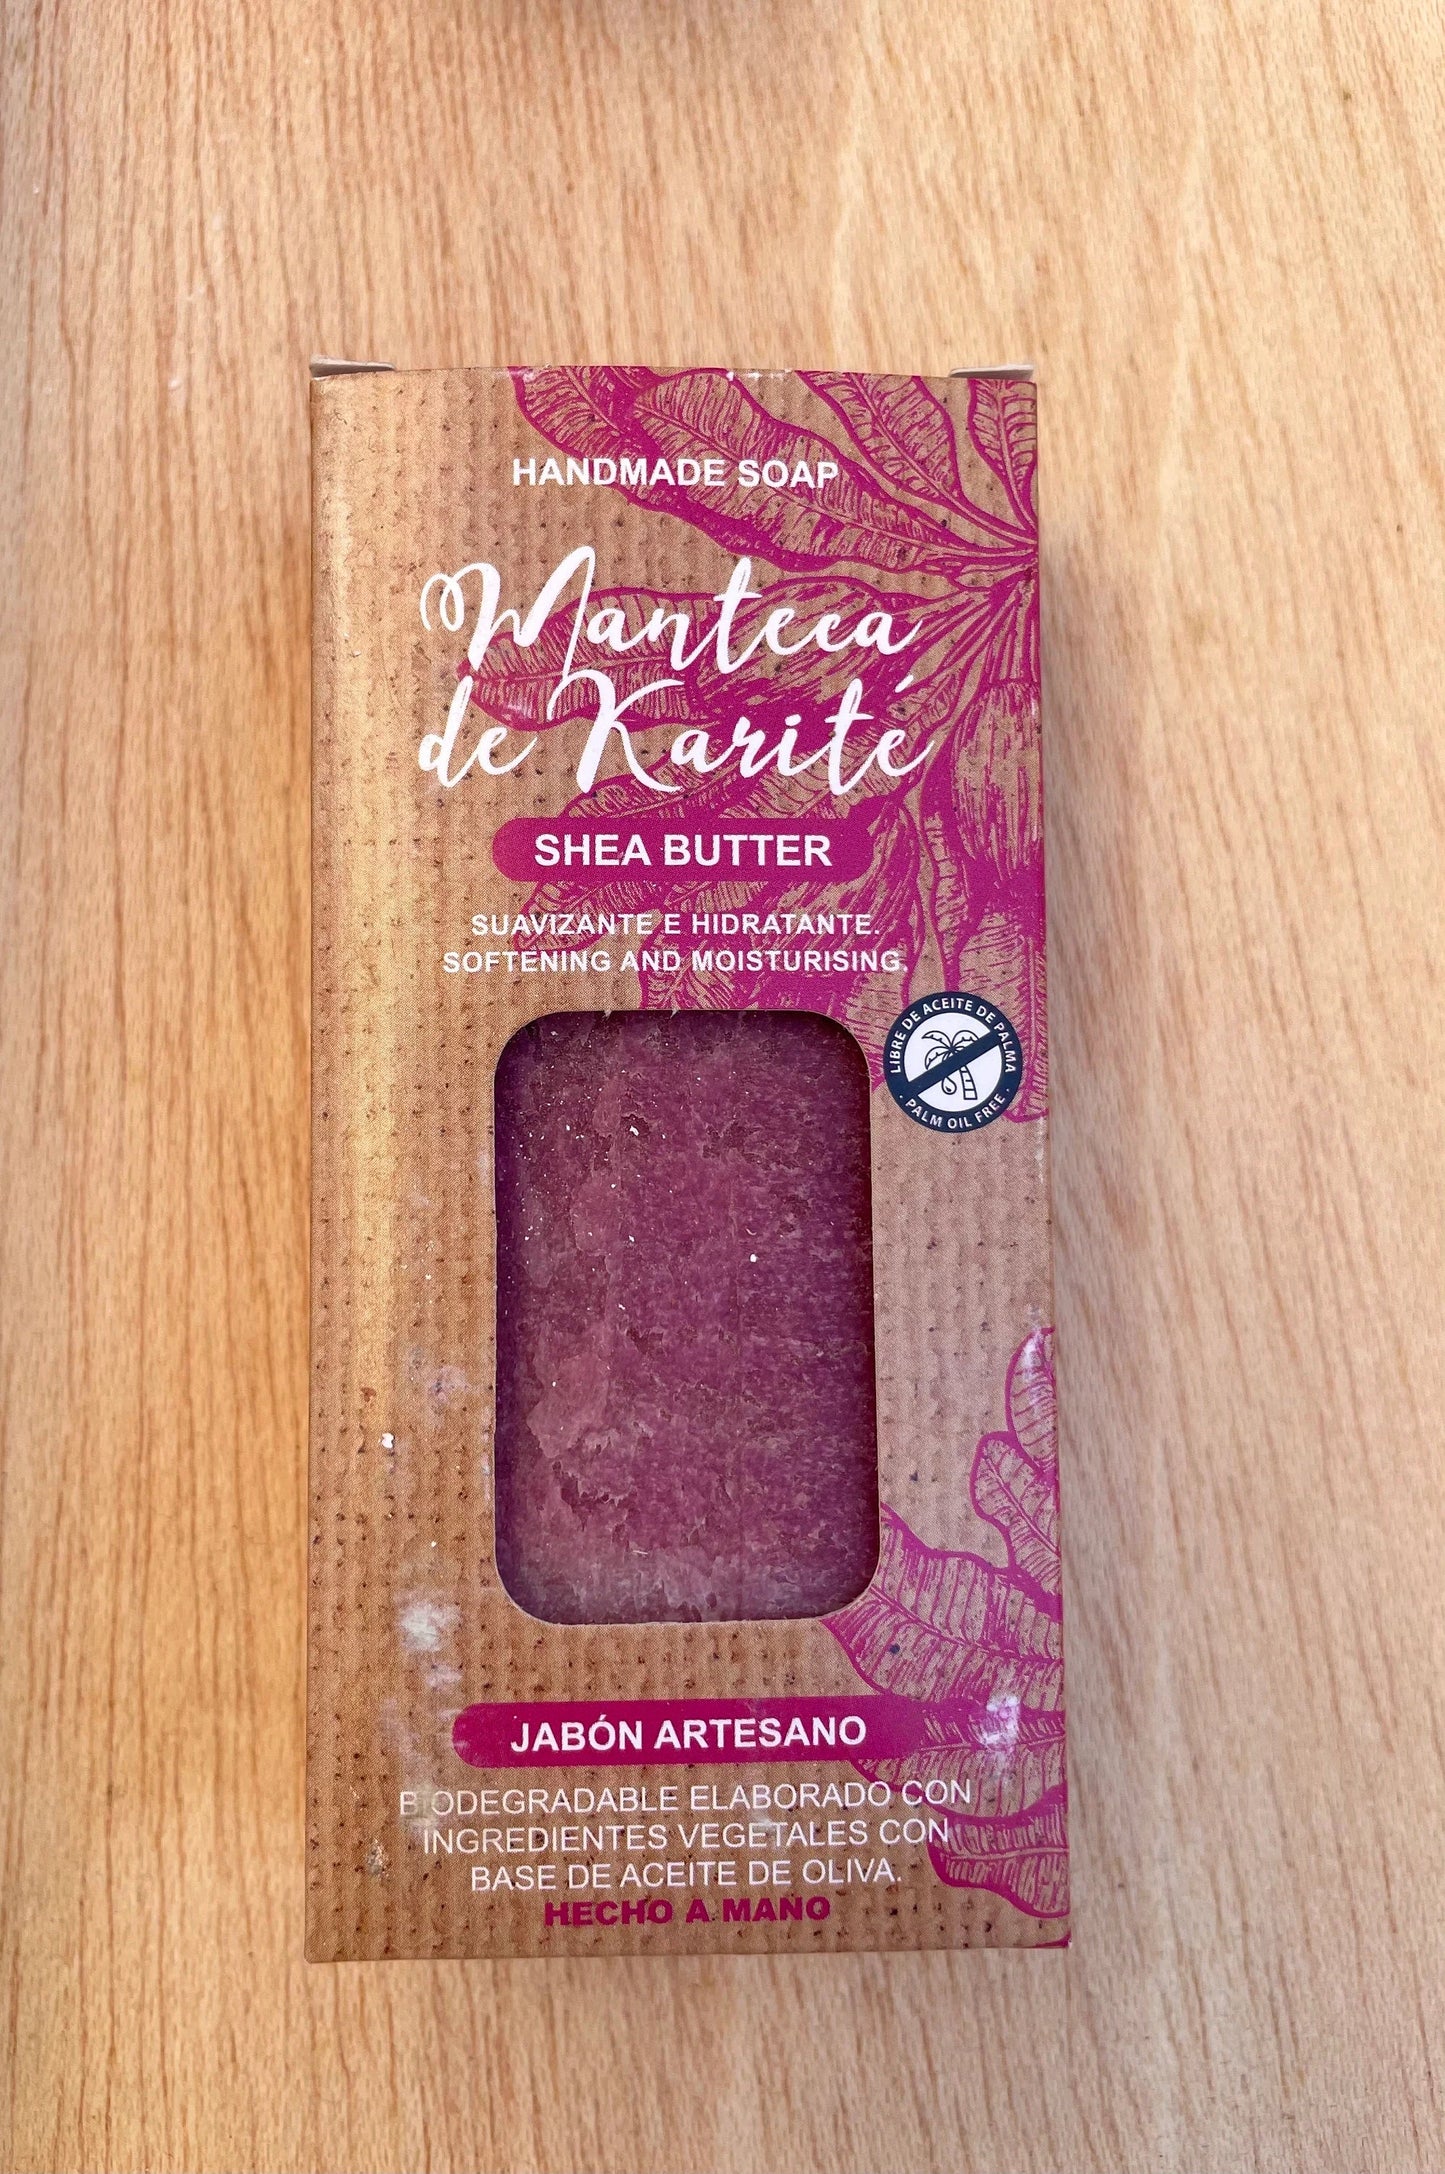 HANDMADE SOAP
Manteca
de Karité
SHEA BUTTER
SUAVIZANTE E HIDRATANTE.
SOFTENING AND MOISTURISING.
LIBRE DE ACEITE DE PALMA
· PALM OIL FREE ·
JABÓN ARTESANO
BIODEGRADABLE ELABORADO CON
INGREDIENTES VEGETALES CON
BASE DE ACEITE DE OLIVA.
HECHO A MANO